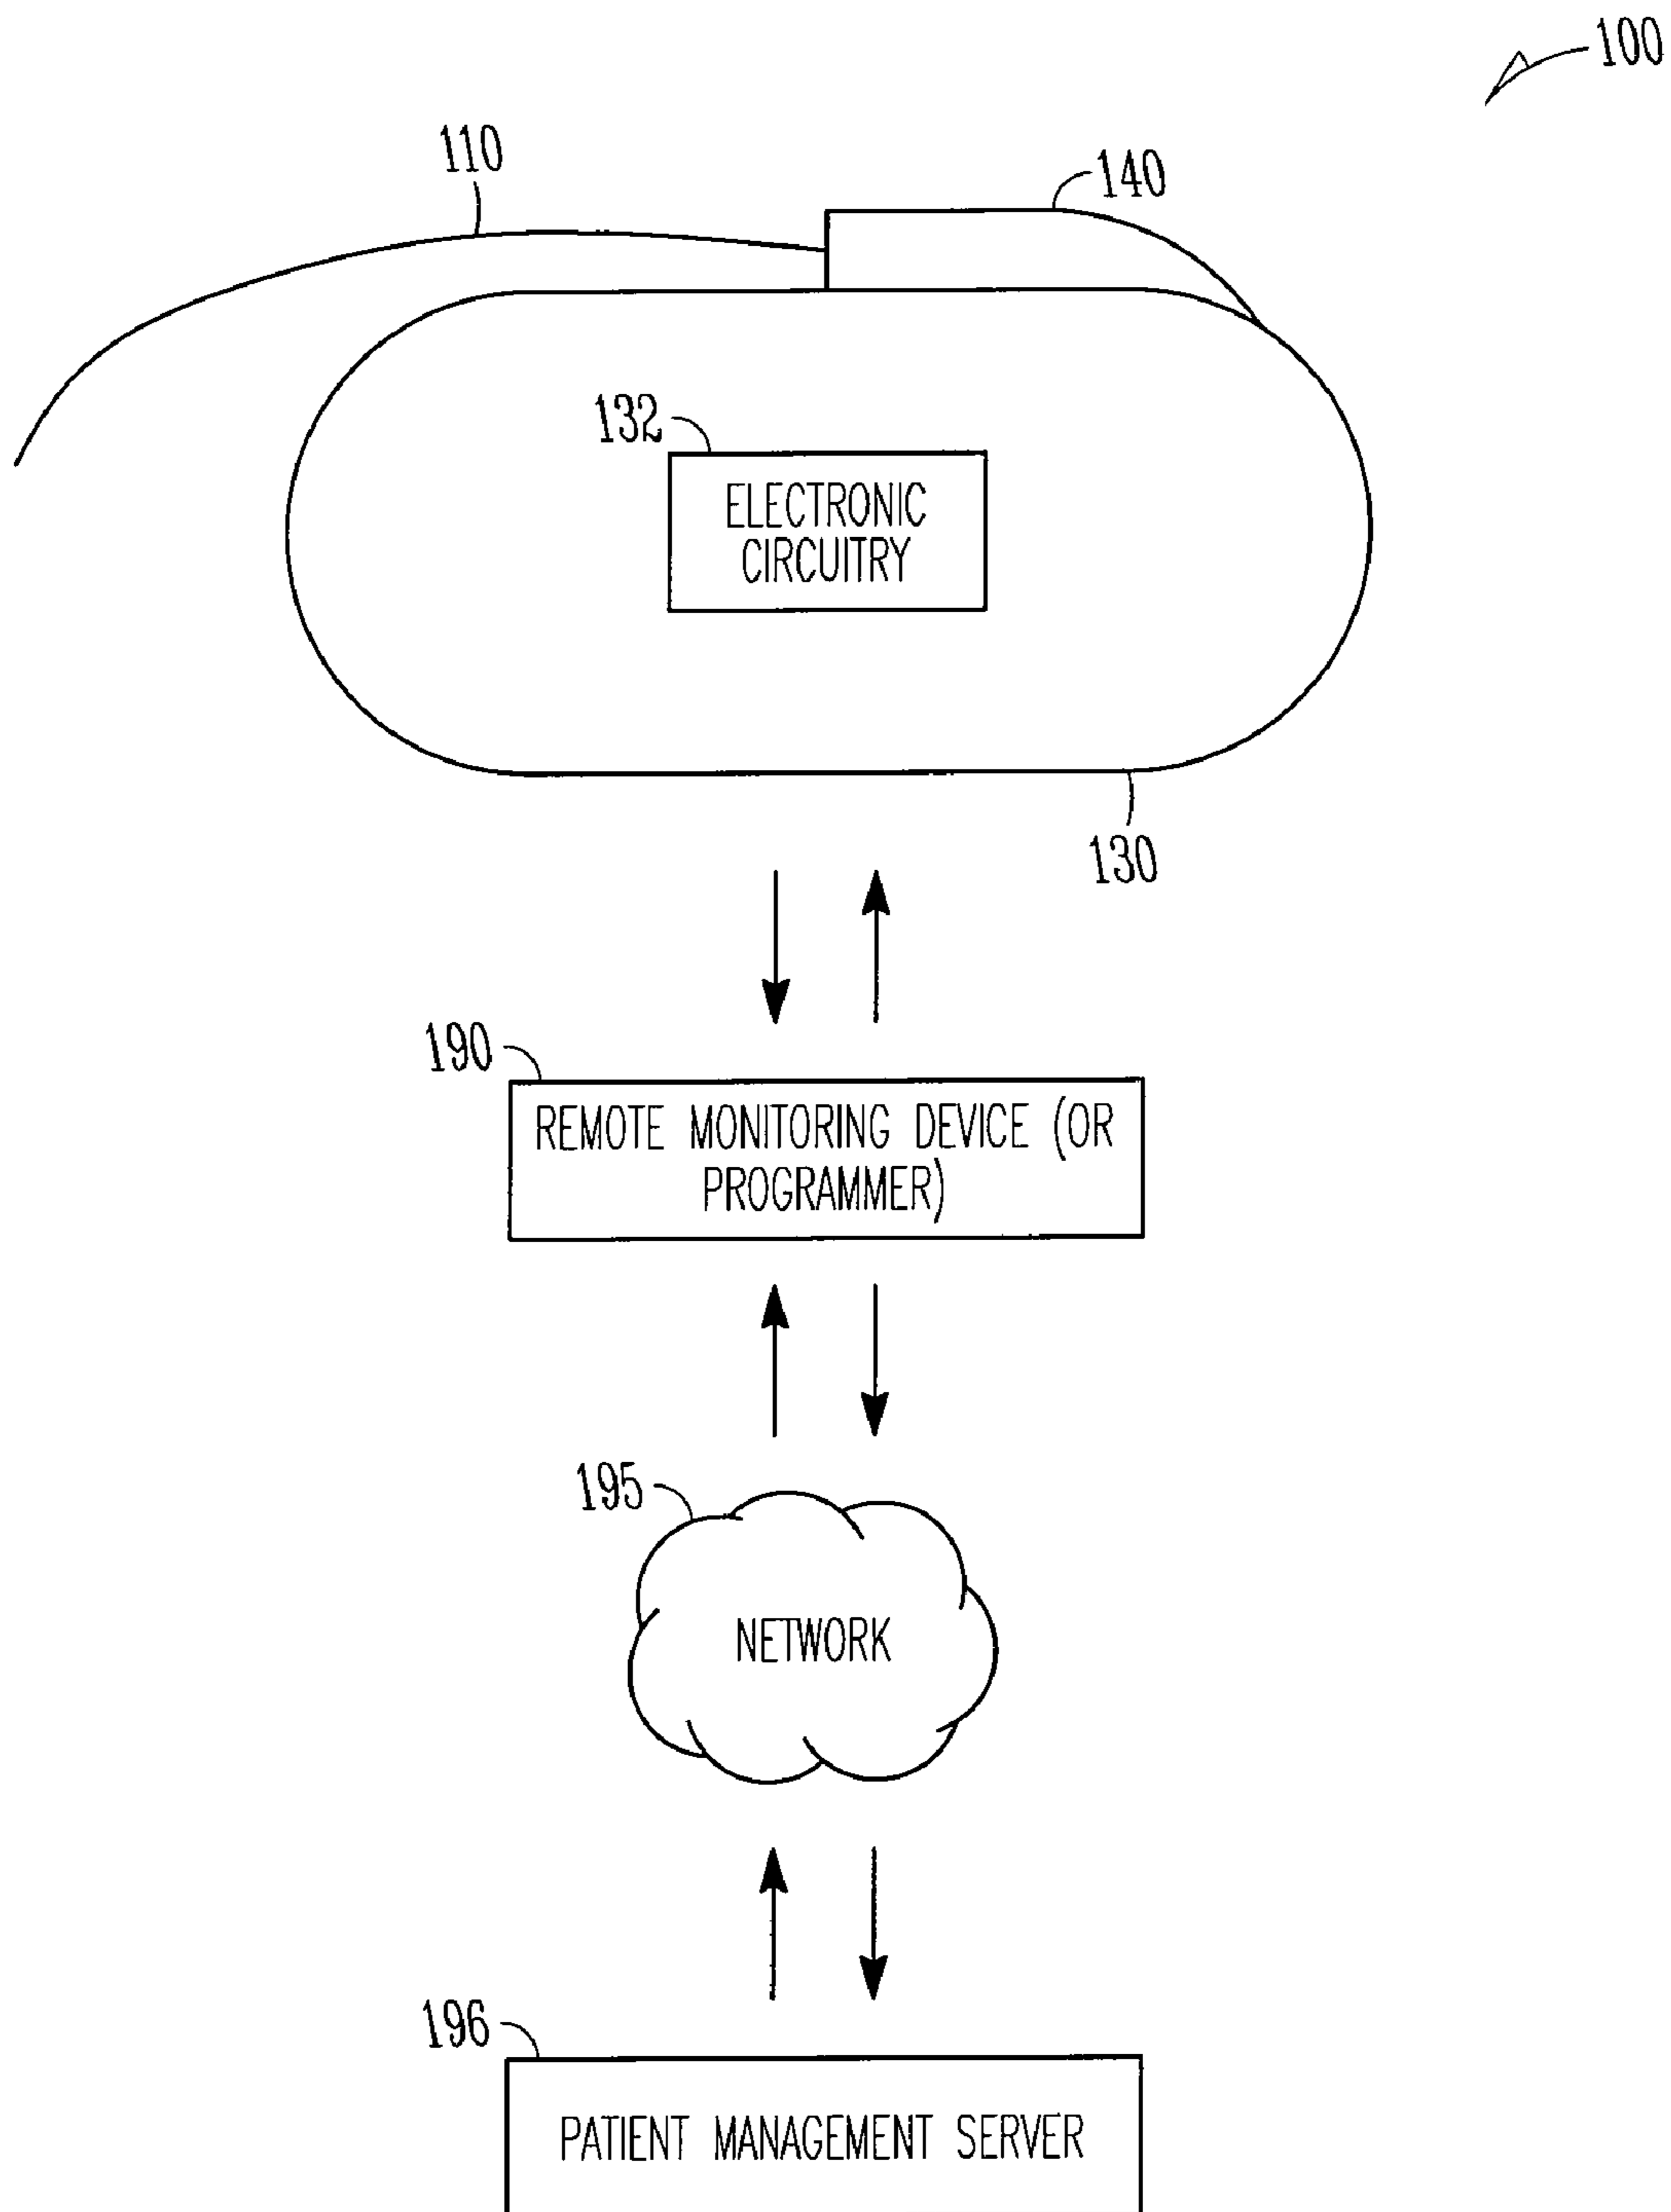 100
110
140
132
ELECTRONIC
CIRCUITRY
130
190
REMOTE MONITORING DEVICE (OR
PROGRAMMER)
195
NETWORK
196
PATIENT MANAGEMENT SERVER